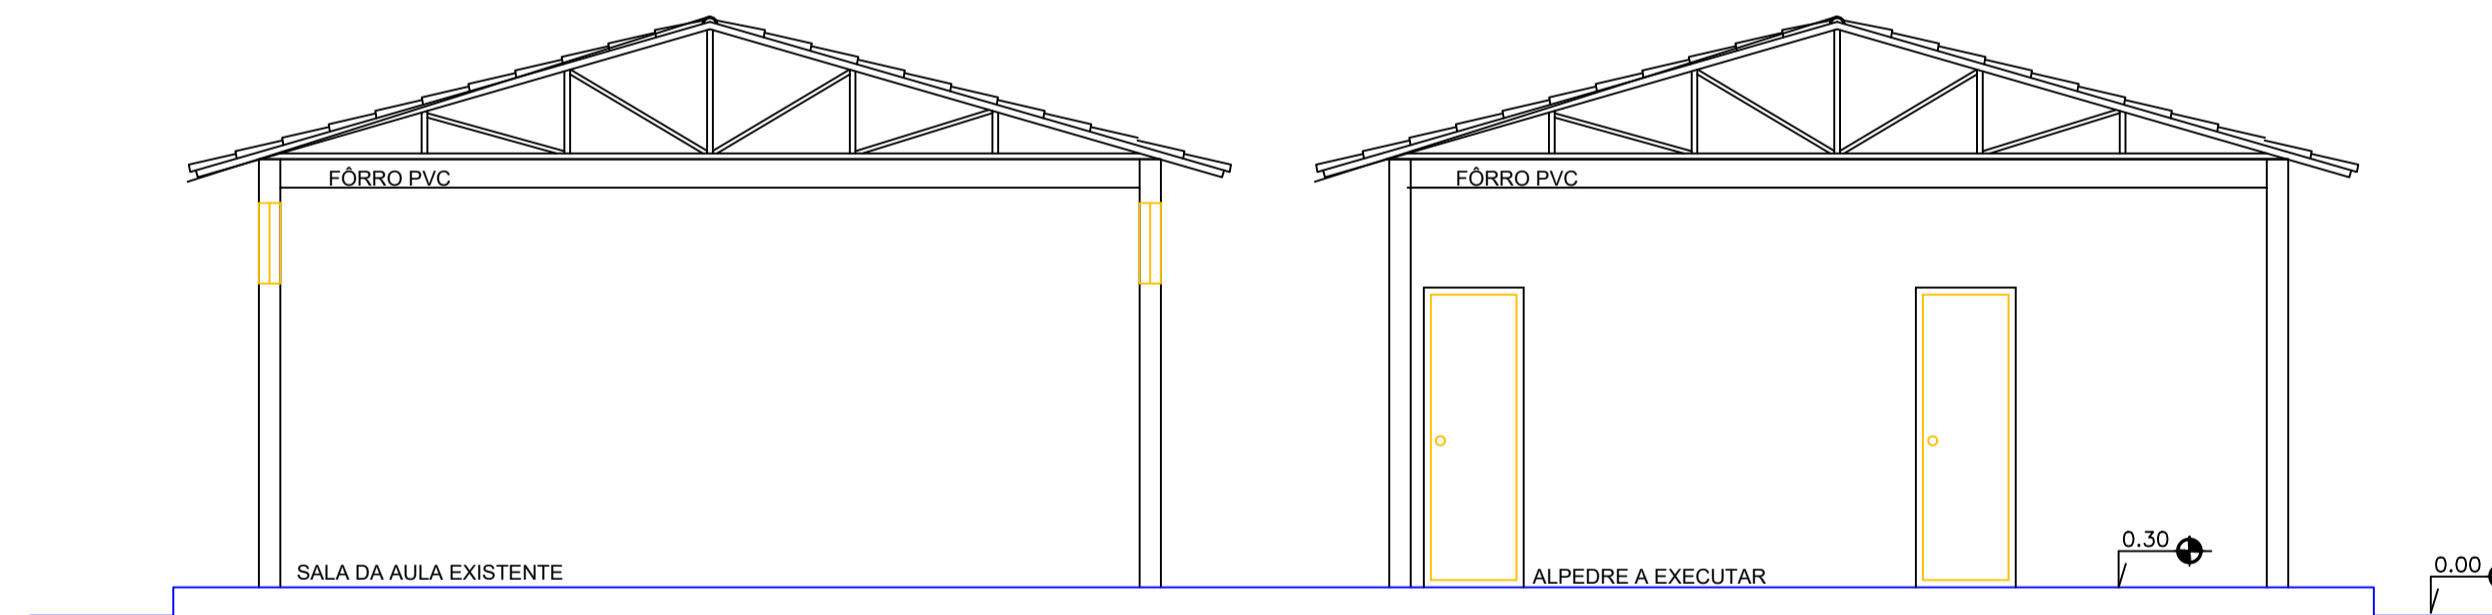 FÔRRO PVC
FÔRRO PVC
SALA DA AULA EXISTENTE
ALPEDRE A EXECUTAR
0.30
0.00